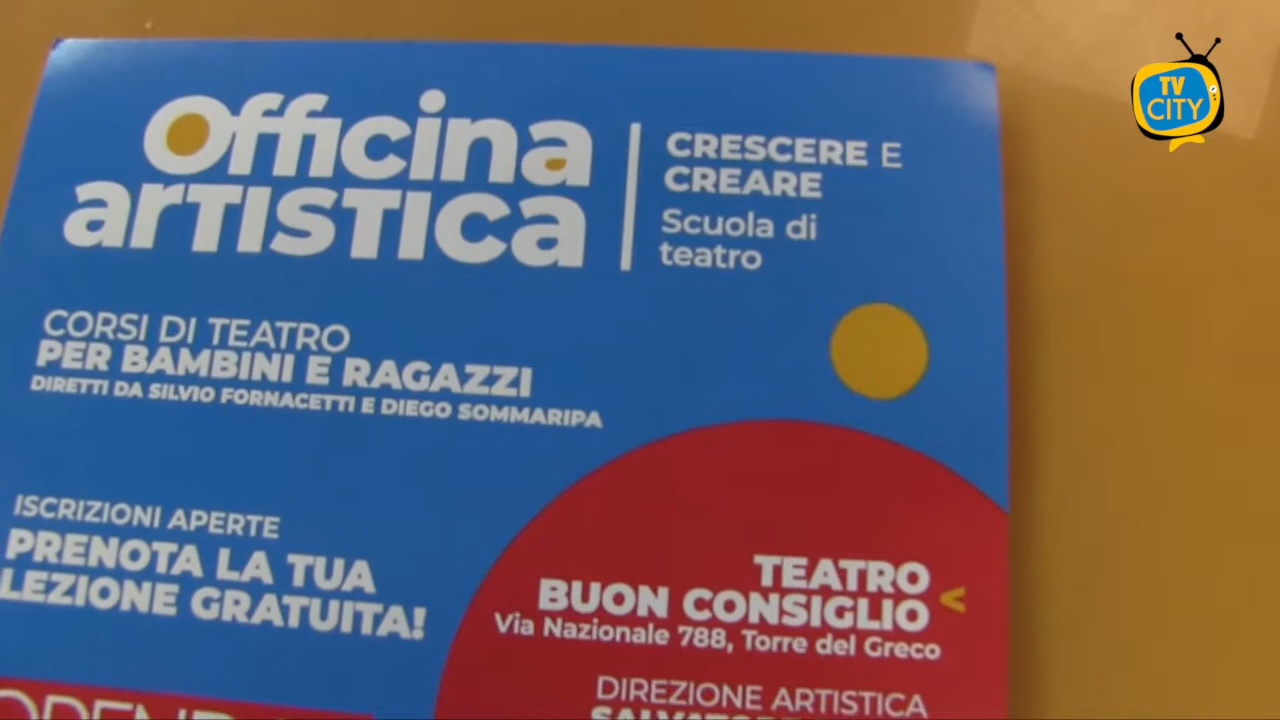 TV
CITY
Officina
artistica
CRESCERE E
CREARE
Scuola di
teatro
CORSI DI TEATRO
PER BAMBINI E RAGAZZI
DIRETTI DA SILVIO FORNACETTI E DIEGO SOMMARIPA
ISCRIZIONI APERTE
PRENOTA LA TUA
LEZIONE GRATUITA!
TEATRO
BUON CONSIGLIO <
Via Nazionale 788, Torre del Greco
DIREZIONE ARTISTICA